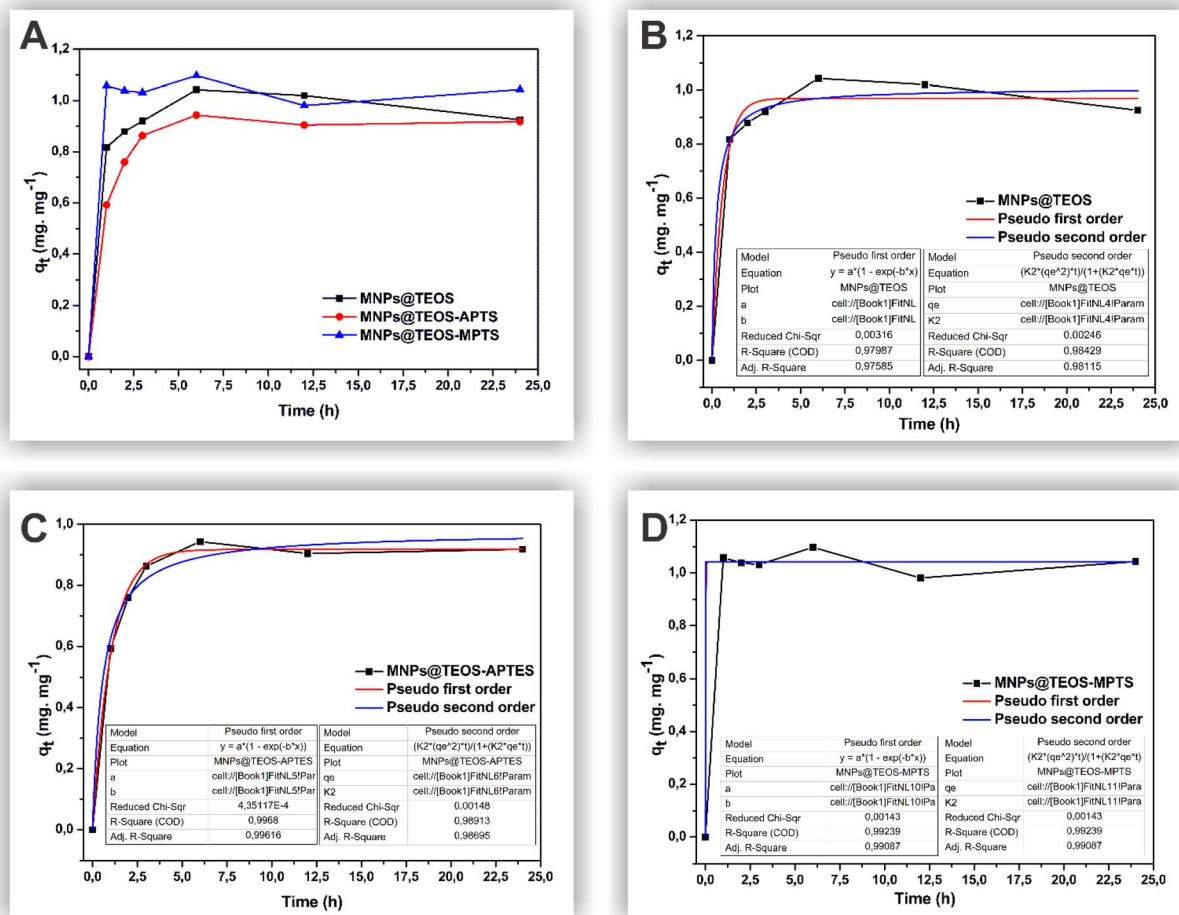 A
1,2
1,0
0,8
0,6
0,4
0,2
0,0
q_t (mg. mg⁻¹)
MNPs@TEOS
MNPs@TEOS-APTS
MNPs@TEOS-MPTS
0,0 2,5 5,0 7,5 10,0 12,5 15,0 17,5 20,0 22,5 25,0
Time (h)
B
1,2
1,0
0,8
0,6
0,4
0,2
0,0
q_t (mg. mg⁻¹)
MNPs@TEOS
Pseudo first order
Pseudo second order
Model Pseudo first order
Equation y = a*(1 - exp(-b*x)
Plot MNPs@TEOS
a cell://[Book1]FitNL
b cell://[Book1]FitNL
Reduced Chi-Sqr 0,00316
R-Square (COD) 0,97987
Adj. R-Square 0,97585
Model Pseudo second order
Equation (K2*(qe^2)*t)/(1+(K2*qe*t))
Plot MNPs@TEOS
qe cell://[Book1]FitNL4!Param
K2 cell://[Book1]FitNL4!Param
Reduced Chi-Sqr 0,00246
R-Square (COD) 0,98429
Adj. R-Square 0,98115
0,0 2,5 5,0 7,5 10,0 12,5 15,0 17,5 20,0 22,5 25,0
Time (h)
C
1,0
0,8
0,6
0,4
0,2
0,0
q_t (mg. mg⁻¹)
MNPs@TEOS-APTES
Pseudo first order
Pseudo second order
Model Pseudo first order
Equation y = a*(1 - exp(-b*x))
Plot MNPs@TEOS-APTES
a cell://[Book1]FitNL5!Par
b cell://[Book1]FitNL5!Par
Reduced Chi-Sqr 4,35117E-4
R-Square (COD) 0,9968
Adj. R-Square 0,99616
Model Pseudo second order
Equation (K2*(qe^2)*t)/(1+(K2*qe*t))
Plot MNPs@TEOS-APTES
qe cell://[Book1]FitNL6!Param
K2 cell://[Book1]FitNL6!Param
Reduced Chi-Sqr 0,00148
R-Square (COD) 0,98913
Adj. R-Square 0,98695
0,0 2,5 5,0 7,5 10,0 12,5 15,0 17,5 20,0 22,5 25,0
Time (h)
D
1,2
1,0
0,8
0,6
0,4
0,2
0,0
q_t (mg. mg⁻¹)
MNPs@TEOS-MPTS
Pseudo first order
Pseudo second order
Model Pseudo first order
Equation y = a*(1 - exp(-b*x))
Plot MNPs@TEOS-MPTS
a cell://[Book1]FitNL10!Pa
b cell://[Book1]FitNL10!Pa
Reduced Chi-Sqr 0,00143
R-Square (COD) 0,99239
Adj. R-Square 0,99087
Model Pseudo second order
Equation (K2*(qe^2)*t)/(1+(K2*qe*t)
Plot MNPs@TEOS-MPTS
qe cell://[Book1]FitNL11!Para
K2 cell://[Book1]FitNL11!Para
Reduced Chi-Sqr 0,00143
R-Square (COD) 0,99239
Adj. R-Square 0,99087
0,0 2,5 5,0 7,5 10,0 12,5 15,0 17,5 20,0 22,5 25,0
Time (h)